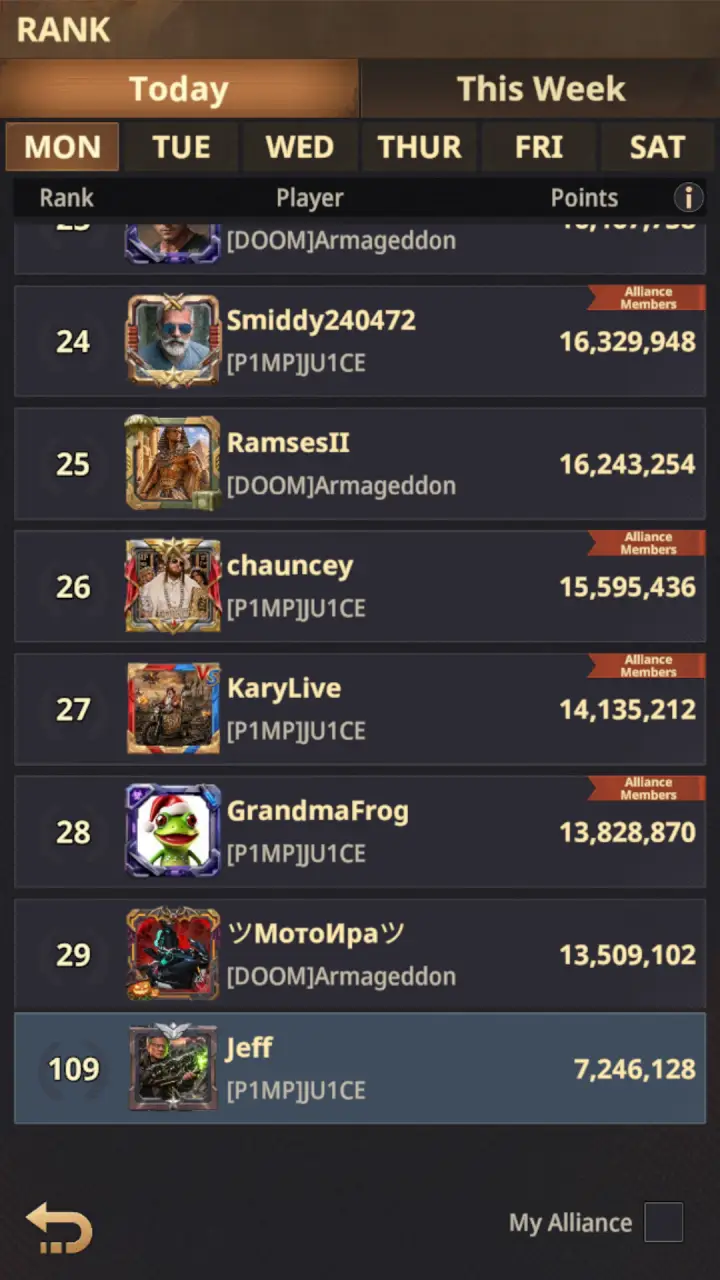 RANK
Today
This Week
MON
TUE
WED
THUR
FRI
SAT
Rank
Player
Points
[DOOM]Armageddon
Alliance
Members
24
Smiddy240472
[P1MP]JU1CE
16,329,948
25
RamsesII
[DOOM]Armageddon
16,243,254
Alliance
Members
26
chauncey
[P1MP]JU1CE
15,595,436
Alliance
Members
27
KaryLive
[P1MP]JU1CE
14,135,212
Alliance
Members
28
GrandmaFrog
[P1MP]JU1CE
13,828,870
29
ツМотоИраツ
[DOOM]Armageddon
13,509,102
109
Jeff
[P1MP]JU1CE
7,246,128
My Alliance